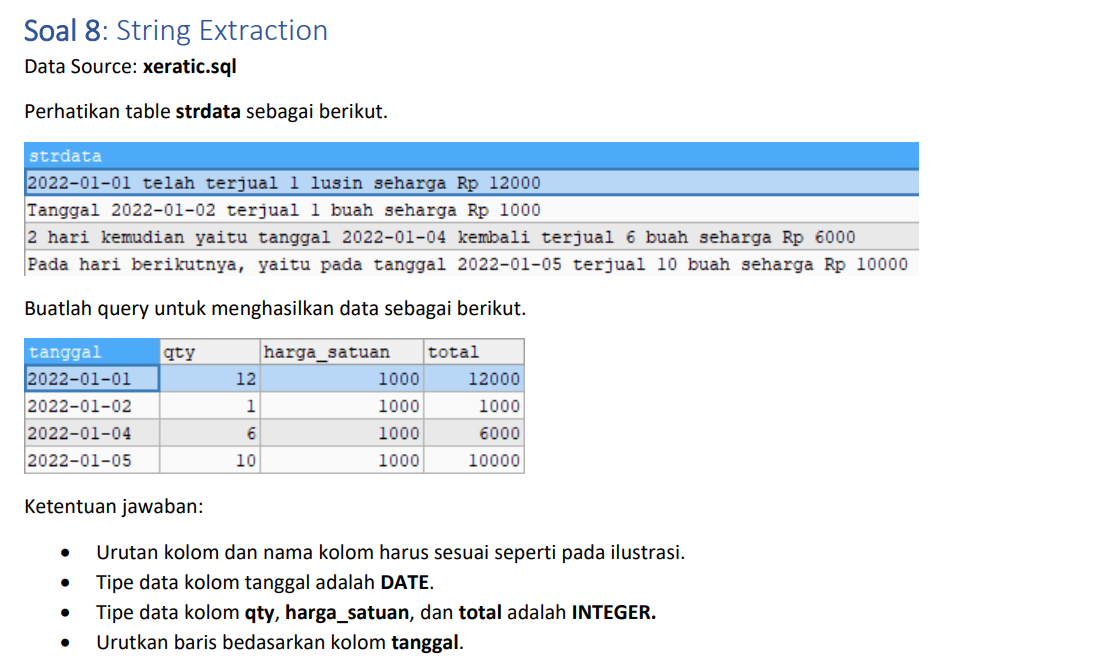 Soal 8: String Extraction
Data Source: xeratic.sql
Perhatikan table strdata sebagai berikut.
strdata
2022-01-01 telah terjual 1 lusin seharga Rp 12000
Tanggal 2022-01-02 terjual 1 buah seharga Rp 1000
2 hari kemudian yaitu tanggal 2022-01-04 kembali terjual 6 buah seharga Rp 6000
Pada hari berikutnya, yaitu pada tanggal 2022-01-05 terjual 10 buah seharga Rp 10000
Buatlah query untuk menghasilkan data sebagai berikut.
tanggal qty harga_satuan total
2022-01-01 12 1000 12000
2022-01-02 1 1000 1000
2022-01-04 6 1000 6000
2022-01-05 10 1000 10000
Ketentuan jawaban:
• Urutan kolom dan nama kolom harus sesuai seperti pada ilustrasi.
• Tipe data kolom tanggal adalah DATE.
• Tipe data kolom qty, harga_satuan, dan total adalah INTEGER.
• Urutkan baris bedasarkan kolom tanggal.